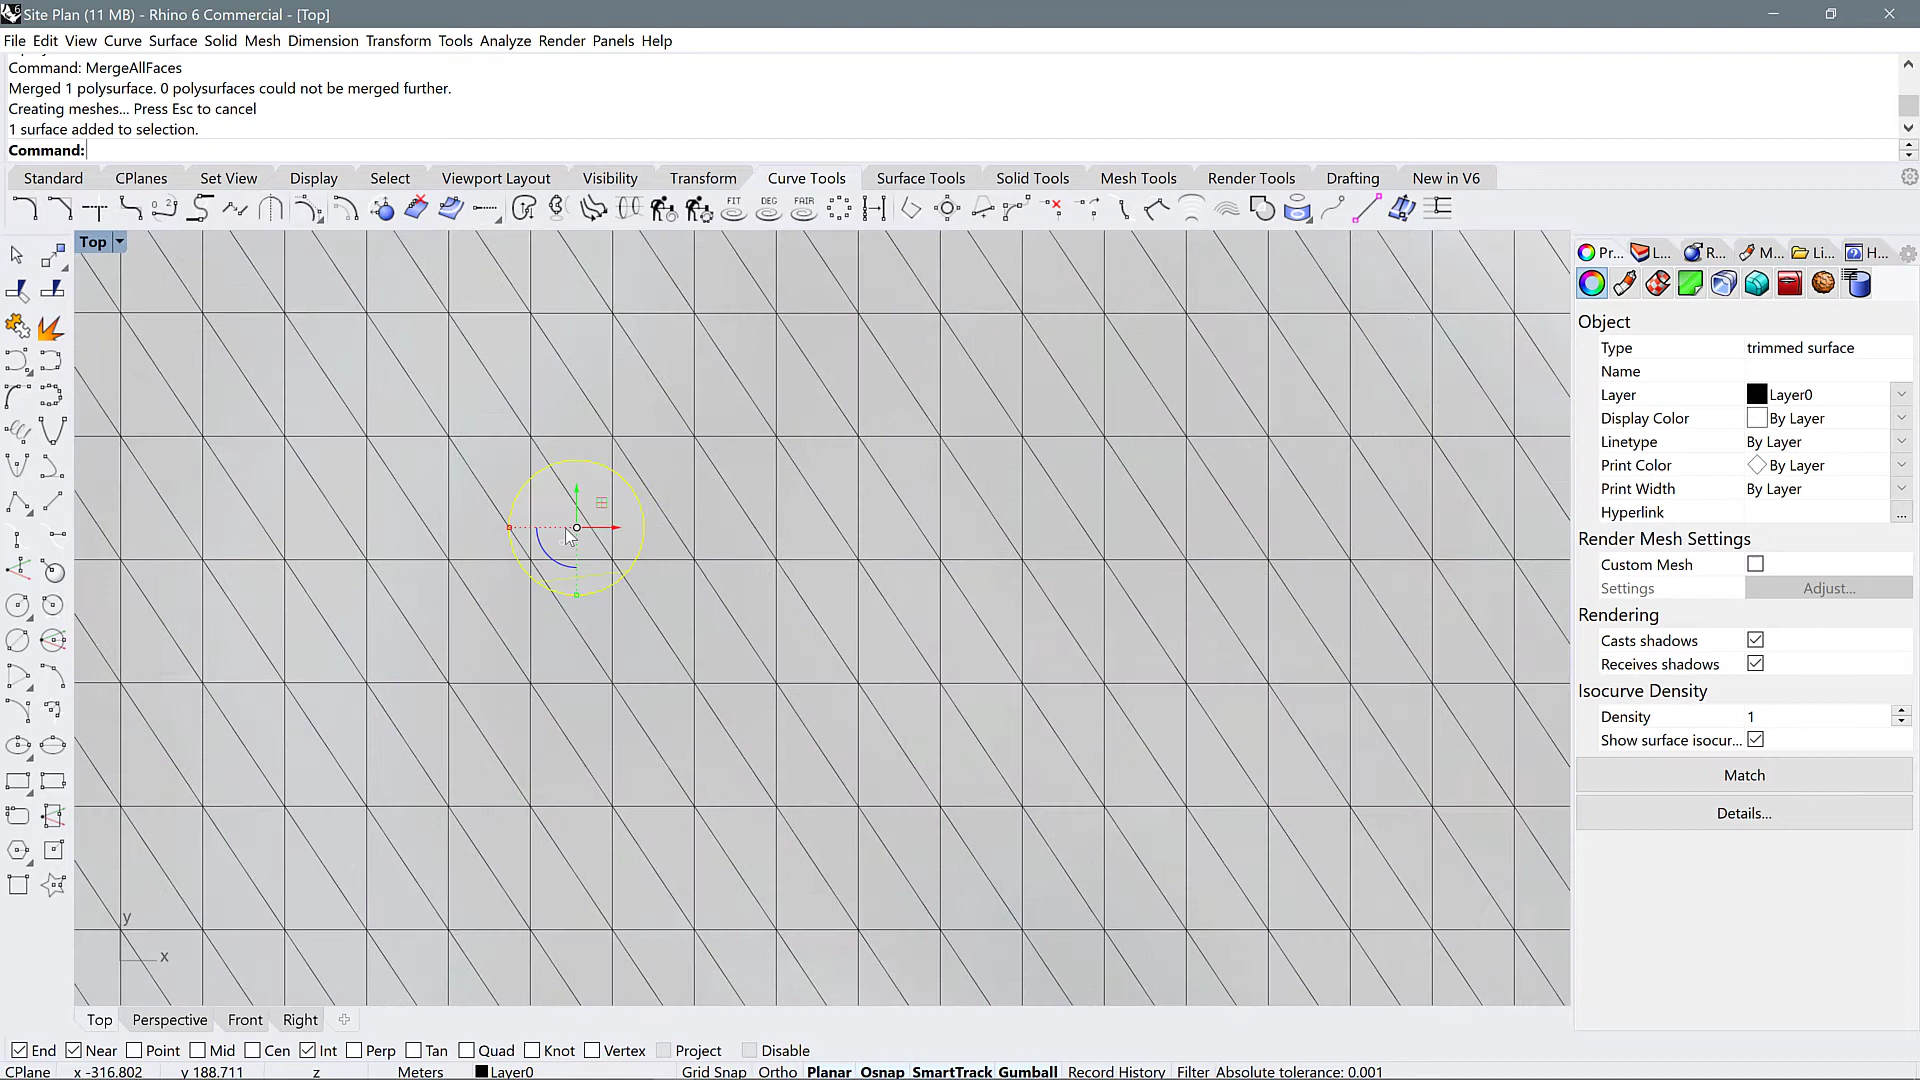 Site Plan (11 MB) - Rhino 6 Commercial - [Top]
File Edit View Curve Surface Solid Mesh Dimension Transform Tools Analyze Render Panels Help
Command: MergeAllFaces
Merged 1 polysurface. 0 polysurfaces could not be merged further.
Creating meshes... Press Esc to cancel
1 surface added to selection.
Command:
Standard CPlanes Set View Display Select Viewport Layout Visibility Transform Curve Tools Surface Tools Solid Tools Mesh Tools Render Tools Drafting New in V6
FIT DEG FAIR
Top
Pr... L... R... M... Li... H...
Object
Type trimmed surface
Name
Layer Layer0
Display Color By Layer
Linetype By Layer
Print Color By Layer
Print Width By Layer
Hyperlink ...
Render Mesh Settings
Custom Mesh
Settings Adjust...
Rendering
Casts shadows
Receives shadows
Isocurve Density
Density 1
Show surface isocur...
Match
Details...
y
x
Top Perspective Front Right
End Near Point Mid Cen Int Perp Tan Quad Knot Vertex Project Disable
CPlane x -316.802 y 188.711 z Meters Layer0 Grid Snap Ortho Planar Osnap SmartTrack Gumball Record History Filter Absolute tolerance: 0.001